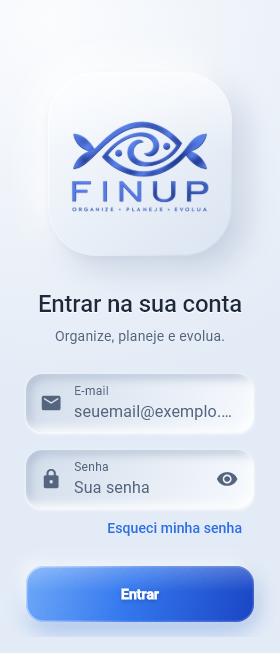 FINUP
ORGANIZE • PLANEJE • EVOLUA
Entrar na sua conta
Organize, planeje e evolua.
E-mail
seuemail@exemplo.…
Senha
Sua senha
Esqueci minha senha
Entrar